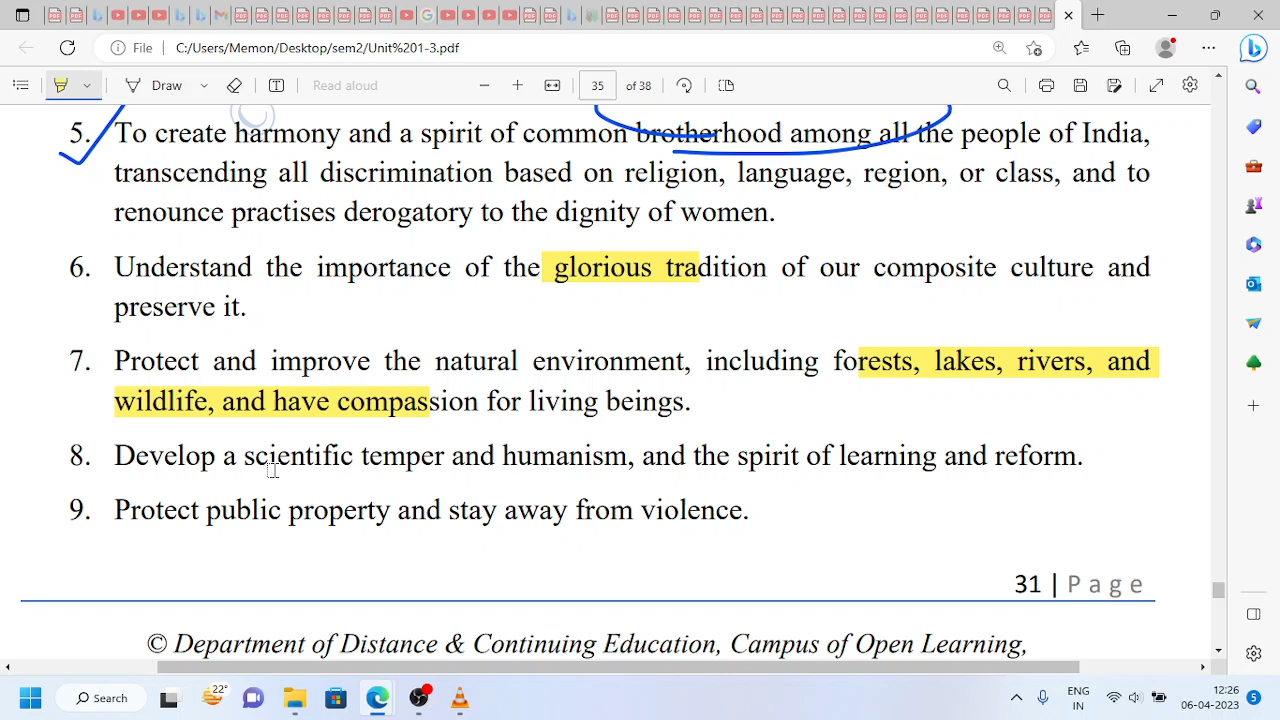 File
C:/Users/Memon/Desktop/sem2/Unit%201-3.pdf
Draw
Read aloud
35
of 38
5. To create harmony and a spirit of common brotherhood among all the people of India,
transcending all discrimination based on religion, language, region, or class, and to
renounce practises derogatory to the dignity of women.
6. Understand the importance of the glorious tradition of our composite culture and
preserve it.
7. Protect and improve the natural environment, including forests, lakes, rivers, and
wildlife, and have compassion for living beings.
8. Develop a scientific temper and humanism, and the spirit of learning and reform.
9. Protect public property and stay away from violence.
31 | Page
© Department of Distance & Continuing Education, Campus of Open Learning,
Search
22°
ENG
IN
12:26
06-04-2023
5